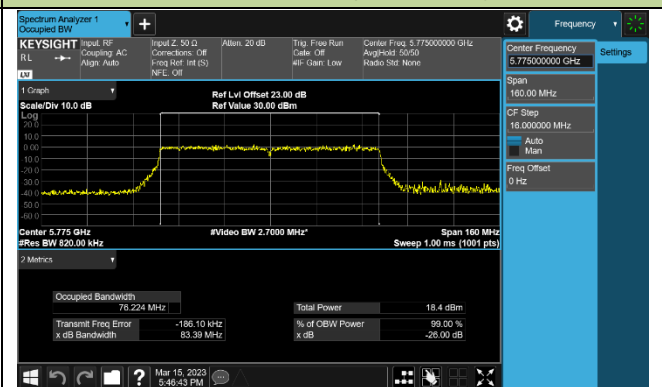 Spectrum Analyzer 1
Occupied BW
+
Frequency
KEYSIGHT
RL
LXI
Input: RF
Coupling: AC
Align: Auto
Input Z: 50 Ω
Corrections: Off
Freq Ref: Int (S)
NFE: Off
Atten: 20 dB
Trig: Free Run
Gate: Off
#IF Gain: Low
Center Freq: 5.775000000 GHz
Avg|Hold: 50/50
Radio Std: None
Center Frequency
5.775000000 GHz
Settings
Span
160.00 MHz
CF Step
16.000000 MHz
Auto
Man
Freq Offset
0 Hz
1 Graph
Scale/Div 10.0 dB
Ref Lvl Offset 23.00 dB
Ref Value 30.00 dBm
Log
20.0
10.0
0.00
-10.0
-20.0
-30.0
-40.0
-50.0
-60.0
Center 5.775 GHz
#Video BW 2.7000 MHz*
Span 160 MHz
#Res BW 820.00 kHz
Sweep 1.00 ms (1001 pts)
2 Metrics
Occupied Bandwidth
76.224 MHz
Total Power
18.4 dBm
Transmit Freq Error
-186.10 kHz
% of OBW Power
99.00 %
x dB Bandwidth
83.39 MHz
x dB
-26.00 dB
?
Mar 15, 2023
5:46:43 PM